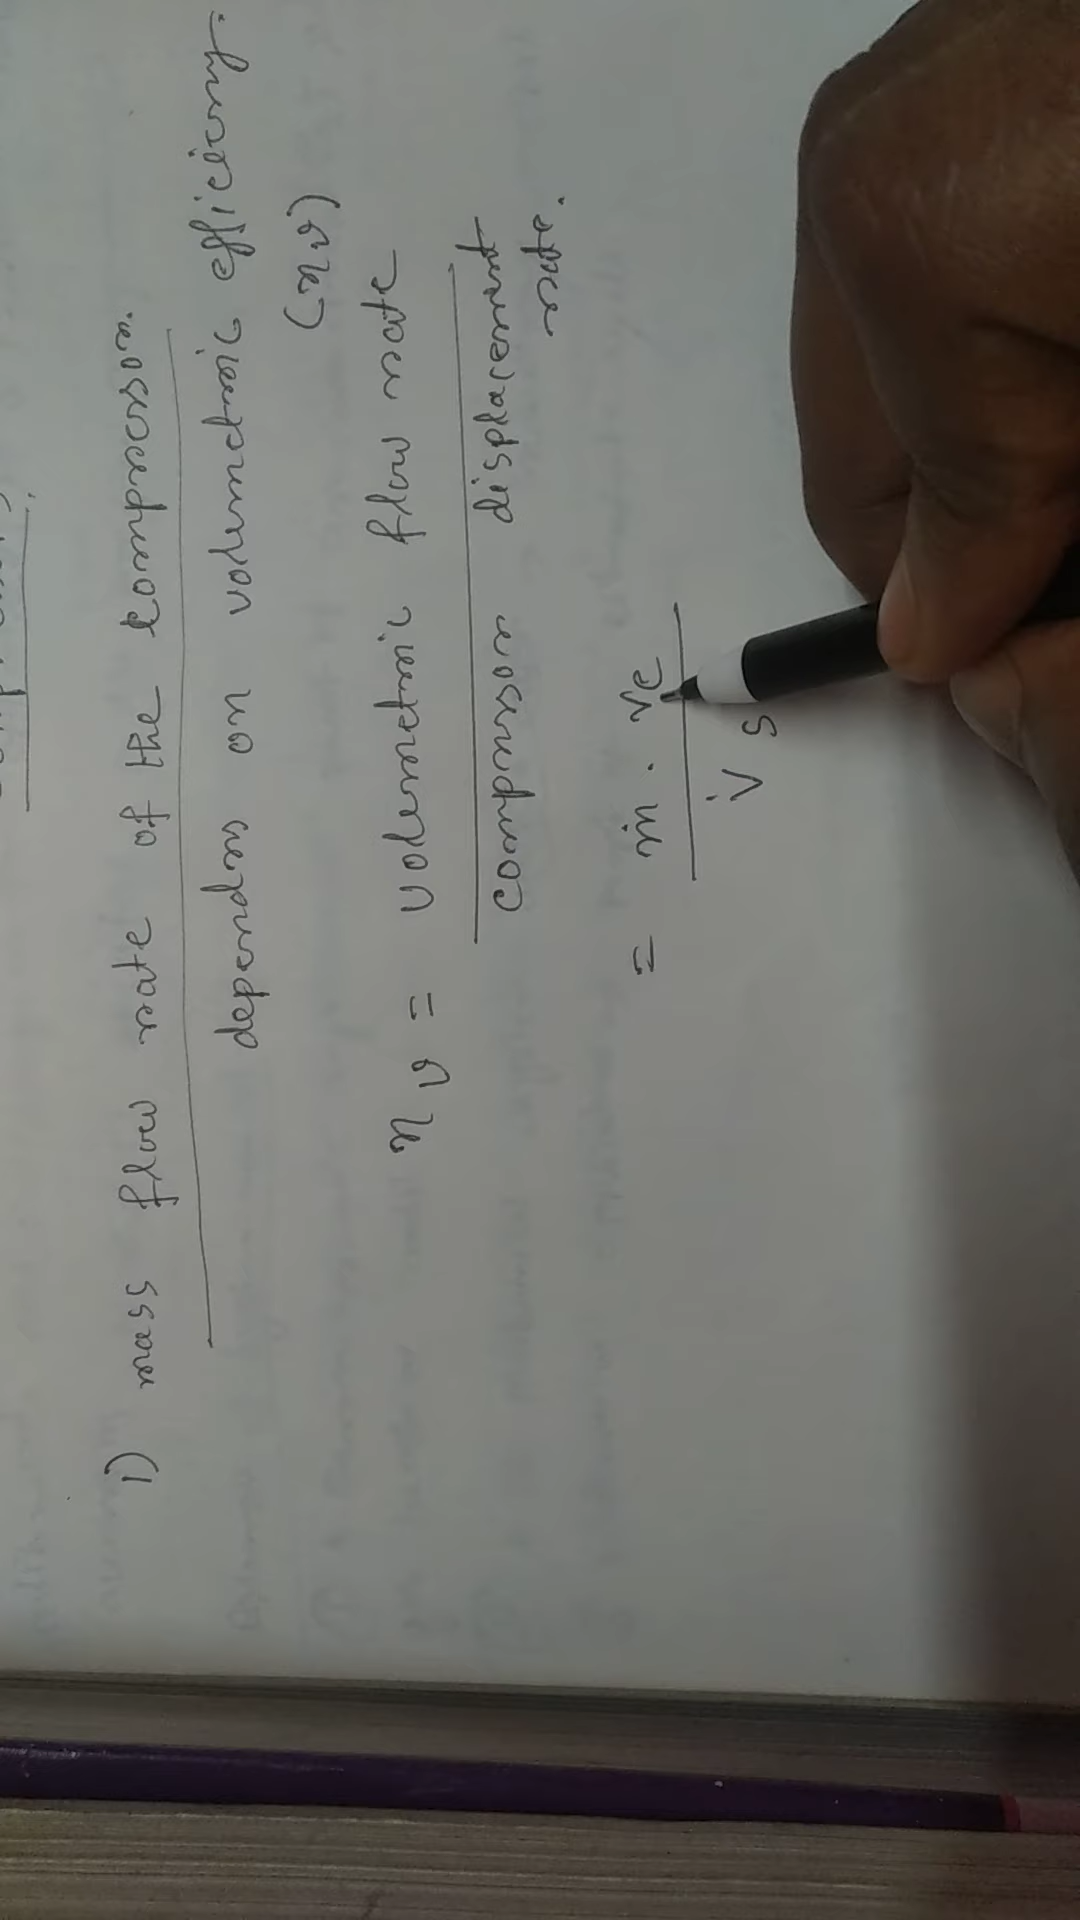 1) mass flow rate of the compressor.
depends on volumetric efficiency.
(ηv)
ηv = volumetric flow rate
compressor displacement
rate.
= ṁ . ve
V̇s